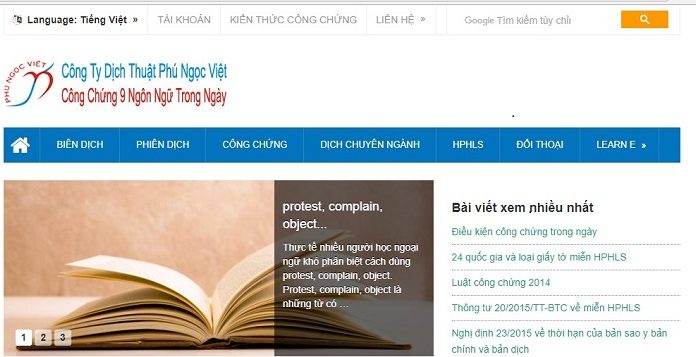 Language: Tiếng Việt »
TÀI KHOẢN
KIẾN THỨC CÔNG CHỨNG
LIÊN HỆ »
Google Tìm kiếm tùy chỉ
PHÚ NGỌC VIỆT
Công Ty Dịch Thuật Phú Ngọc Việt
Công Chứng 9 Ngôn Ngữ Trong Ngày
BIÊN DỊCH
PHIÊN DỊCH
CÔNG CHỨNG
DỊCH CHUYÊN NGÀNH
HPHLS
ĐỐI THOẠI
LEARN E »
protest, complain,
object...
Thực tế nhiều người học ngoại
ngữ khó phân biệt cách dùng
protest, complain, object.
Protest, complain, object là
những từ có ...
1 2 3
Bài viết xem nhiều nhất
Điều kiện công chứng trong ngày
24 quốc gia và loại giấy tờ miễn HPHLS
Luật công chứng 2014
Thông tư 20/2015/TT-BTC về miễn HPHLS
Nghị định 23/2015 về thời hạn của bản sao y bản
chính và bản dịch